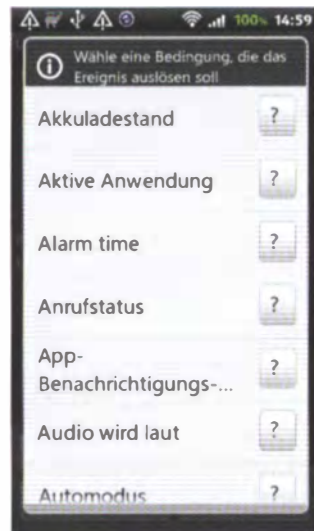 100% 14:59
Wähle eine Bedingung, die das
Ereignis auslösen soll
Akkuladestand ?
Aktive Anwendung ?
Alarm time ?
Anrufstatus ?
App-
Benachrichtigungs-... ?
Audio wird laut ?
Automodus ?